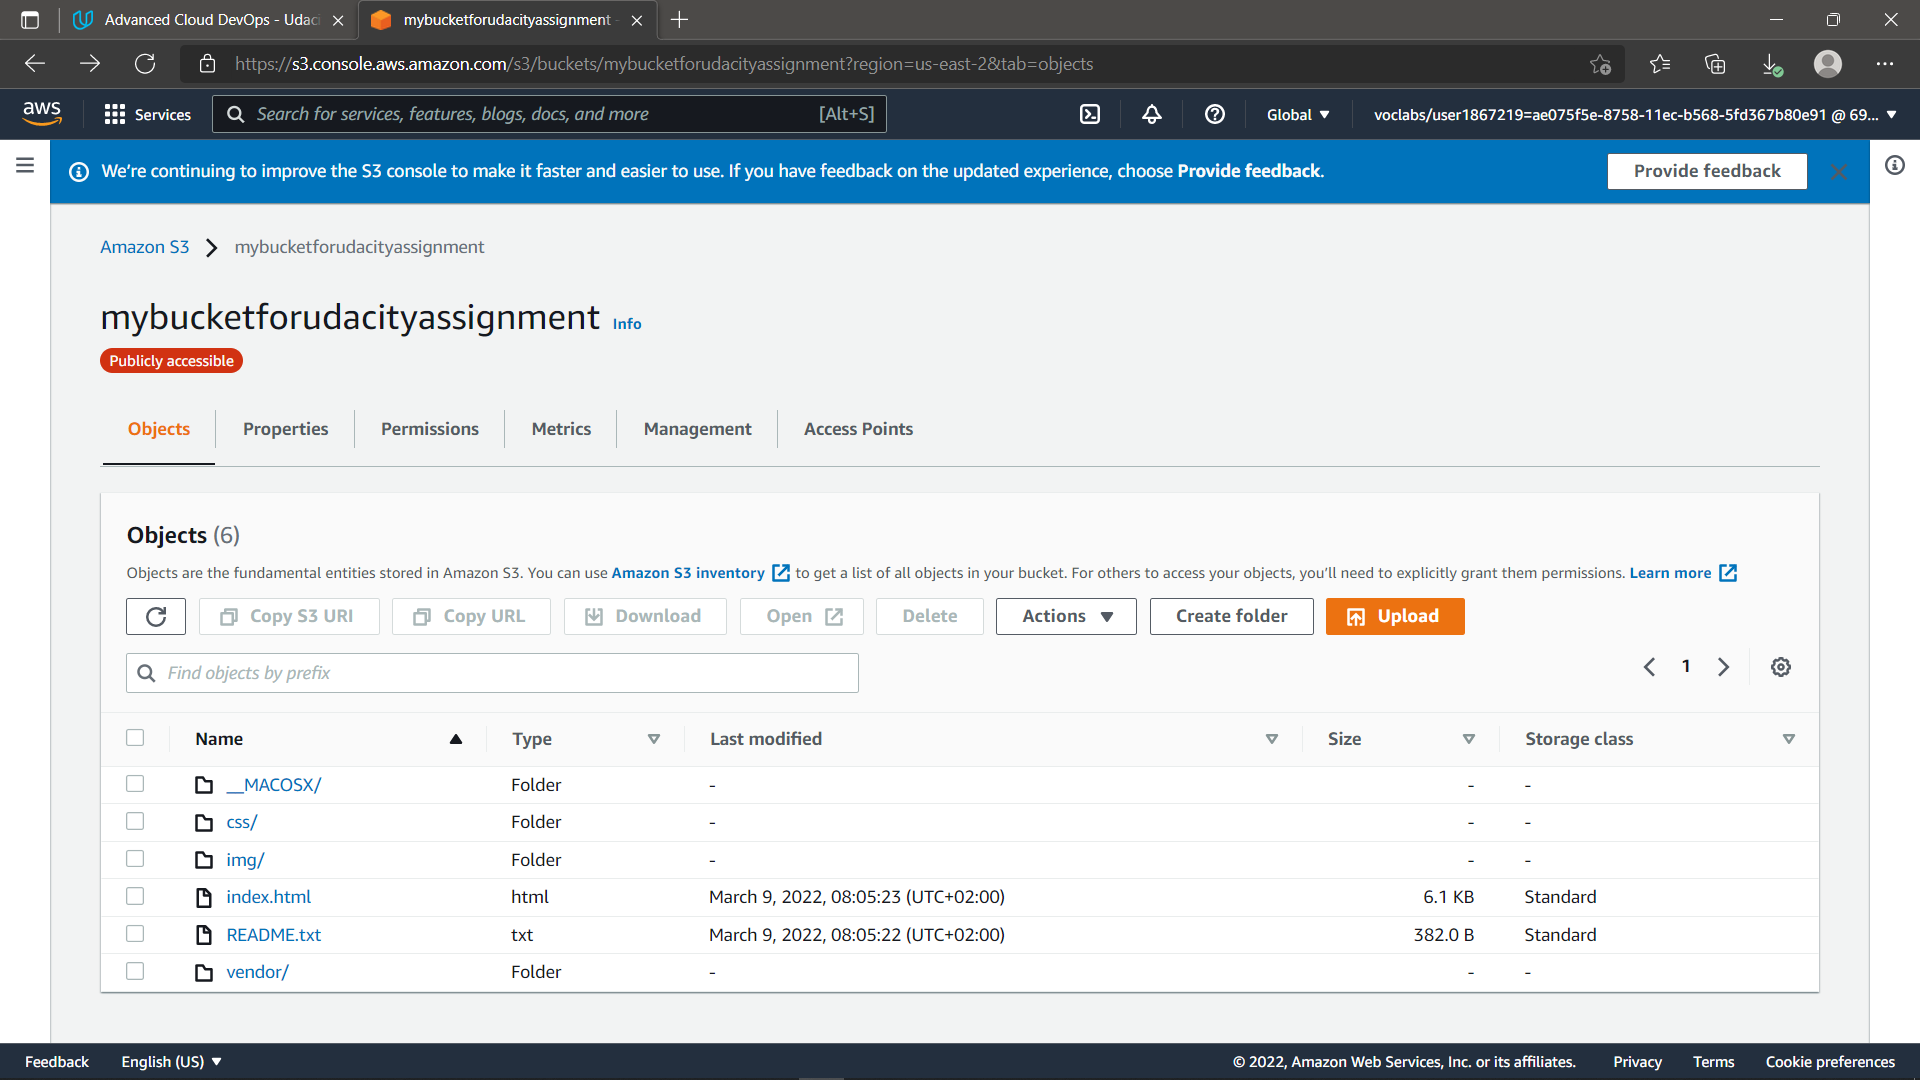 Advanced Cloud DevOps - Udaci
mybucketforudacityassignment -
https://s3.console.aws.amazon.com/s3/buckets/mybucketforudacityassignment?region=us-east-2&tab=objects
aws
Services
Search for services, features, blogs, docs, and more
[Alt+S]
Global
voclabs/user1867219=ae075f5e-8758-11ec-b568-5fd367b80e91 @ 69...
We're continuing to improve the S3 console to make it faster and easier to use. If you have feedback on the updated experience, choose Provide feedback.
Provide feedback
Amazon S3
mybucketforudacityassignment
mybucketforudacityassignment Info
Publicly accessible
Objects
Properties
Permissions
Metrics
Management
Access Points
Objects (6)
Objects are the fundamental entities stored in Amazon S3. You can use Amazon S3 inventory to get a list of all objects in your bucket. For others to access your objects, you'll need to explicitly grant them permissions. Learn more
Copy S3 URI
Copy URL
Download
Open
Delete
Actions
Create folder
Upload
Find objects by prefix
1
Name Type Last modified Size Storage class
__MACOSX/ Folder - - -
css/ Folder - - -
img/ Folder - - -
index.html html March 9, 2022, 08:05:23 (UTC+02:00) 6.1 KB Standard
README.txt txt March 9, 2022, 08:05:22 (UTC+02:00) 382.0 B Standard
vendor/ Folder - - -
Feedback
English (US)
© 2022, Amazon Web Services, Inc. or its affiliates.
Privacy
Terms
Cookie preferences